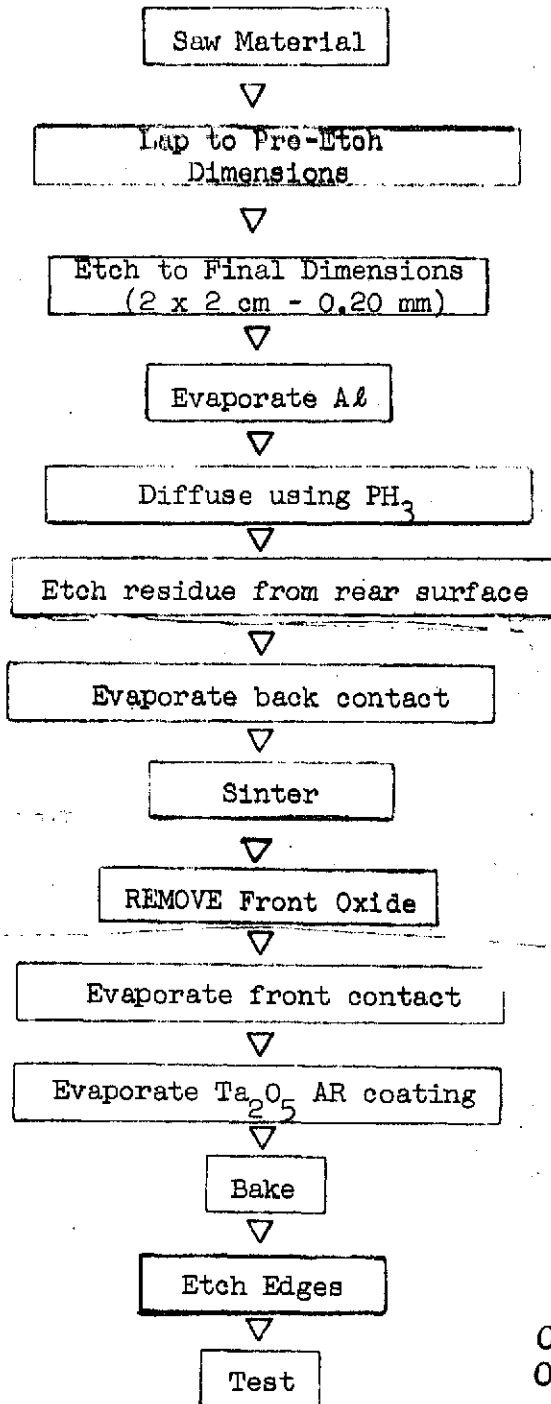 Saw Material
Lap to Pre-Etch
Dimensions
Etch to Final Dimensions
(2 x 2 cm - 0.20 mm)
Evaporate Aℓ
Diffuse using PH3
Etch residue from rear surface
Evaporate back contact
Sinter
REMOVE Front Oxide
Evaporate front contact
Evaporate Ta2O5 AR coating
Bake
Etch Edges
Test